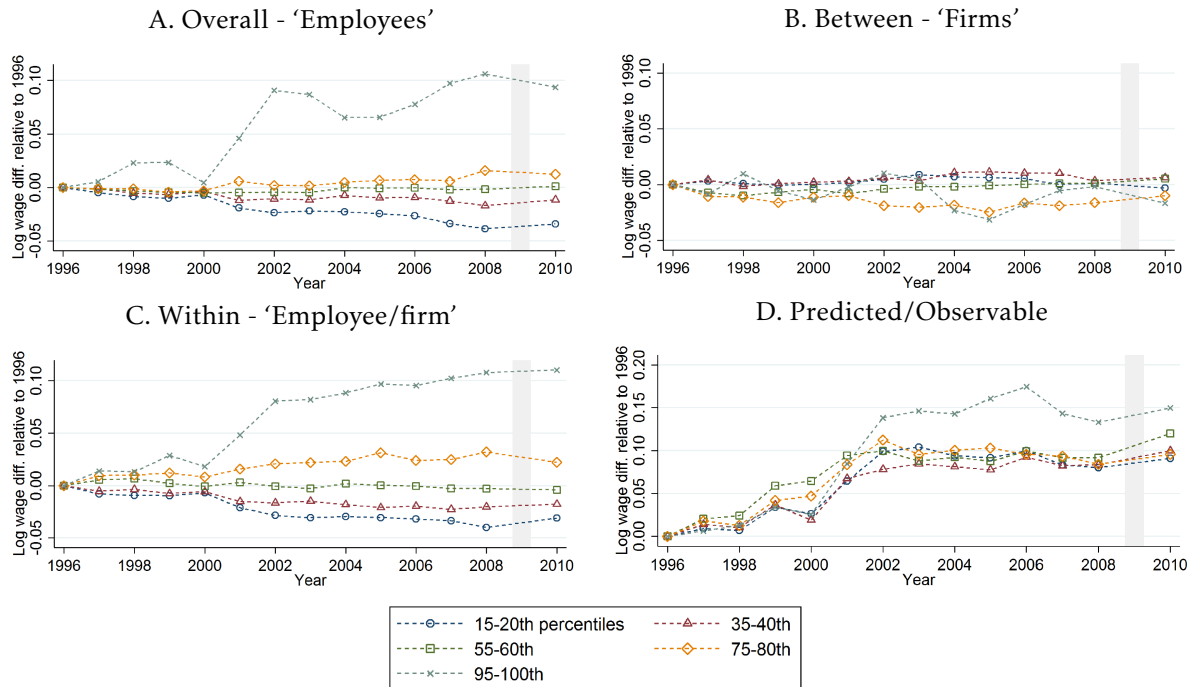 A. Overall - ‘Employees’
Log wage diff. relative to 1996
0.10
0.05
0.00
-0.05
1996 1998 2000 2002 2004 2006 2008 2010
Year
B. Between - ‘Firms’
Log wage diff. relative to 1996
0.10
0.05
0.00
-0.05
1996 1998 2000 2002 2004 2006 2008 2010
Year
C. Within - ‘Employee/firm’
Log wage diff. relative to 1996
0.10
0.05
0.00
-0.05
1996 1998 2000 2002 2004 2006 2008 2010
Year
D. Predicted/Observable
Log wage diff. relative to 1996
0.20
0.15
0.10
0.05
0.00
1996 1998 2000 2002 2004 2006 2008 2010
Year
15-20th percentiles 35-40th
55-60th 75-80th
95-100th